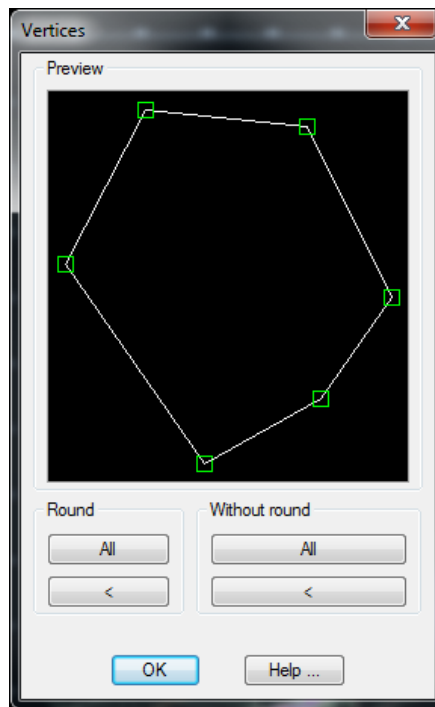 Vertices
Preview
Round
Without round
All
All
<
<
OK
Help ...